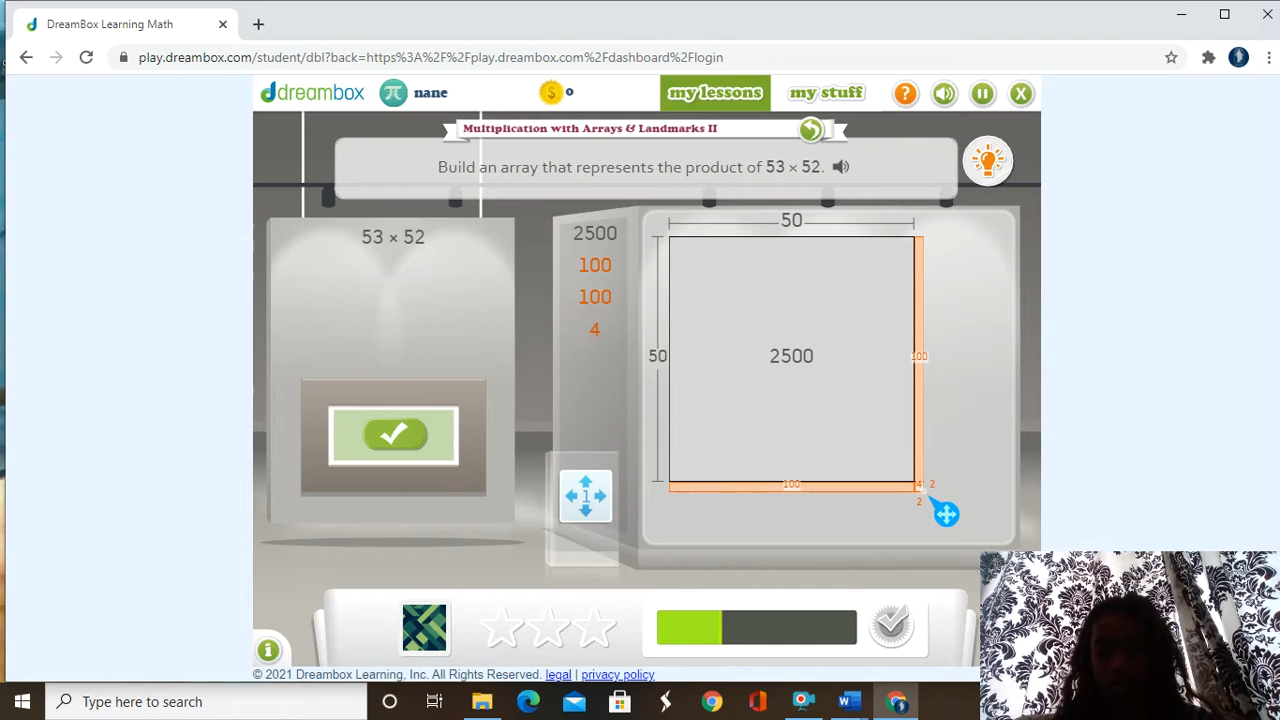 DreamBox Learning Math
play.dreambox.com/student/dbl?back=https%3A%2F%2Fplay.dreambox.com%2Fdashboard%2Flogin
dreambox
π
nane
$
0
my lessons
my stuff
?
X
Multiplication with Arrays & Landmarks II
Build an array that represents the product of 53 × 52.
53 × 52
2500
100
100
4
50
50
2500
100
100
4
2
2
1
i
© 2021 Dreambox Learning, Inc. All Rights Reserved. legal | privacy policy
Type here to search